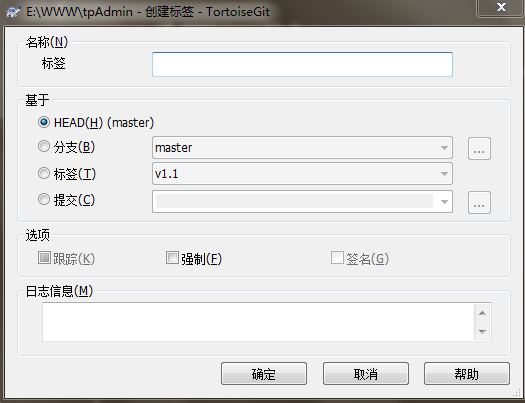 E:\WWW\tpAdmin - 创建标签 - TortoiseGit
名称(N)
标签
基于
HEAD(H) (master)
分支(B) master ...
标签(T) v1.1
提交(C) ...
选项
跟踪(K) 强制(F) 签名(G)
日志信息(M)
确定 取消 帮助